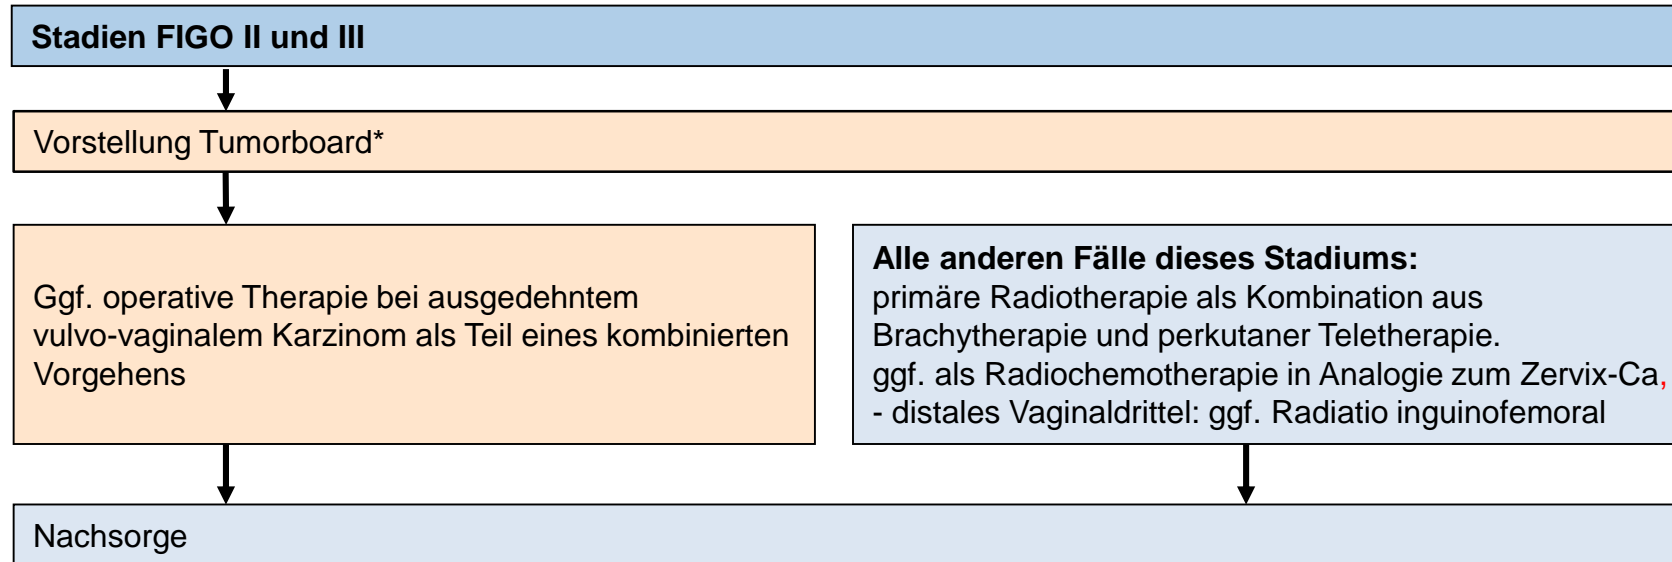 Stadien FIGO II und III
Vorstellung Tumorboard*
Ggf. operative Therapie bei ausgedehntem
vulvo-vaginalem Karzinom als Teil eines kombinierten
Vorgehens
Alle anderen Fälle dieses Stadiums:
primäre Radiotherapie als Kombination aus
Brachytherapie und perkutaner Teletherapie.
ggf. als Radiochemotherapie in Analogie zum Zervix-Ca,
- distales Vaginaldrittel: ggf. Radiatio inguinofemoral
Nachsorge